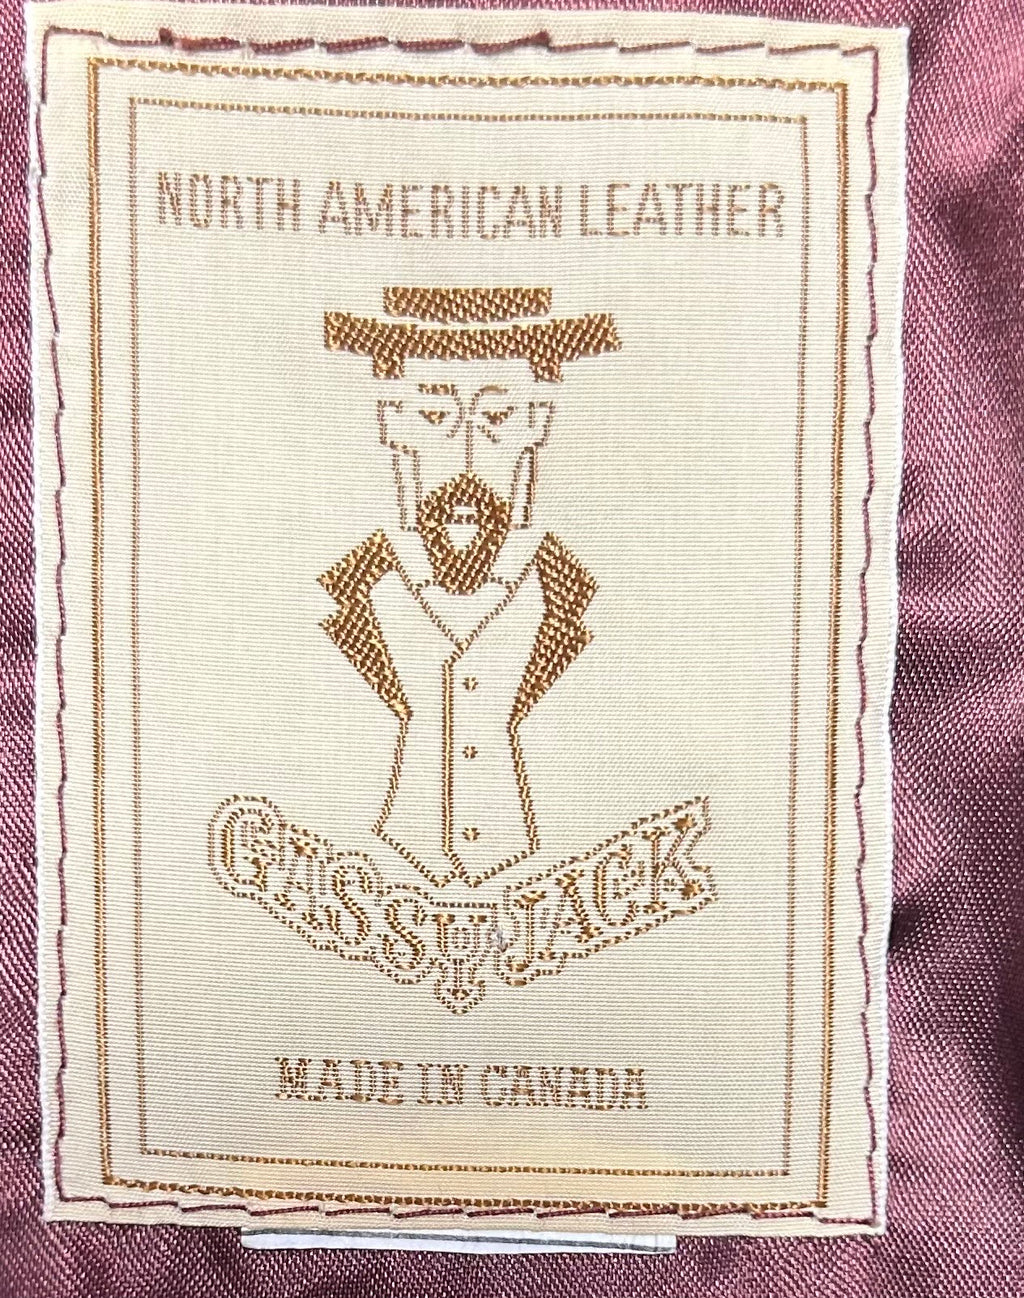 NORTH AMERICAN LEATHER
GASSY JACK
MADE IN CANADA